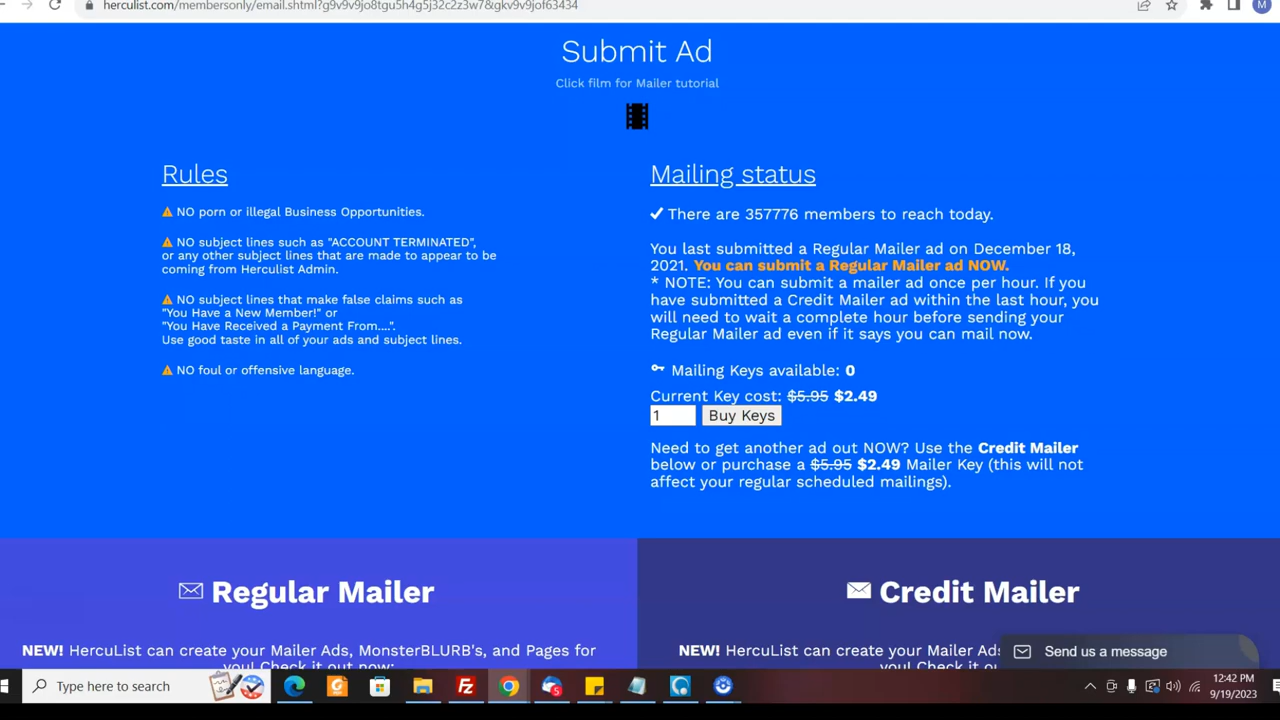 herculist.com/membersonly/email.shtml?g9v9v9jo8tgu5h4g5j32c2z3w7&gkv9v9jof63434
M
Submit Ad
Click film for Mailer tutorial
Rules
NO porn or illegal Business Opportunities.
NO subject lines such as "ACCOUNT TERMINATED",
or any other subject lines that are made to appear to be
coming from Herculist Admin.
NO subject lines that make false claims such as
"You Have a New Member!" or
"You Have Received a Payment From....".
Use good taste in all of your ads and subject lines.
NO foul or offensive language.
Mailing status
There are 357776 members to reach today.
You last submitted a Regular Mailer ad on December 18,
2021. You can submit a Regular Mailer ad NOW.
* NOTE: You can submit a mailer ad once per hour. If you
have submitted a Credit Mailer ad within the last hour, you
will need to wait a complete hour before sending your
Regular Mailer ad even if it says you can mail now.
Mailing Keys available: 0
Current Key cost: $5.95 $2.49
1 Buy Keys
Need to get another ad out NOW? Use the Credit Mailer
below or purchase a $5.95 $2.49 Mailer Key (this will not
affect your regular scheduled mailings).
Regular Mailer
NEW! HercuList can create your Mailer Ads, MonsterBLURB's, and Pages for
you! Check it out now:
Credit Mailer
NEW! HercuList can create your Mailer Ads
you! Check it ou
Send us a message
Type here to search
5
12:42 PM
9/19/2023